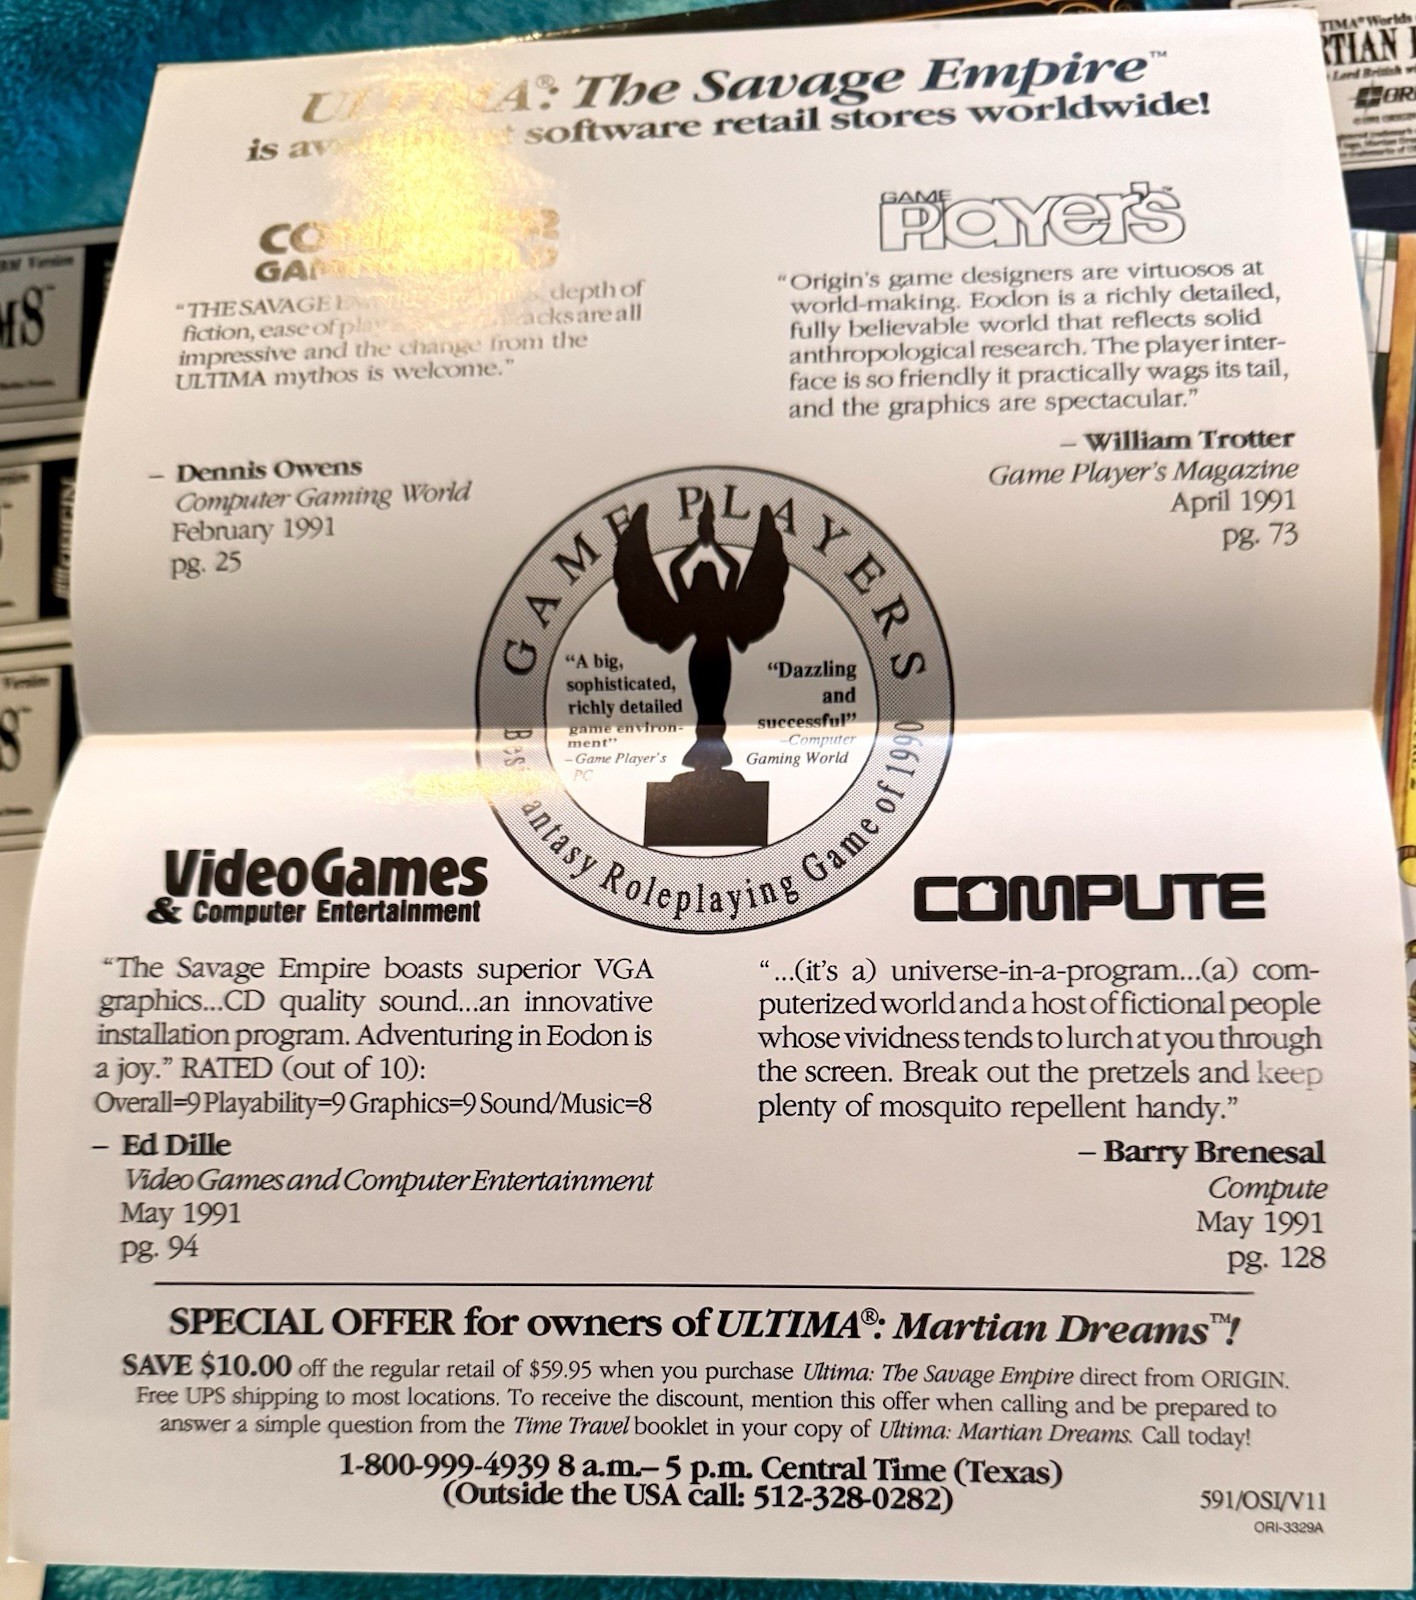 ULTIMA®: The Savage Empire™
is software retail stores worldwide!
GAME
Player's™
"THE SAVAGE depth of
fiction, ease of are all
impressive and the change from the
ULTIMA mythos is welcome."
– Dennis Owens
Computer Gaming World
February 1991
pg. 25
"Origin's game designers are virtuosos at
world-making. Eodon is a richly detailed,
fully believable world that reflects solid
anthropological research. The player inter-
face is so friendly it practically wags its tail,
and the graphics are spectacular."
– William Trotter
Game Player's Magazine
April 1991
pg. 73
GAME PLAYERS
"A big,
sophisticated,
richly detailed
game environ-
ment"
– Game Player's
PC
"Dazzling
and
successful"
–Computer
Gaming World
Best antasy Roleplaying Game of 1990
VideoGames
& Computer Entertainment
"The Savage Empire boasts superior VGA
graphics...CD quality sound...an innovative
installation program. Adventuring in Eodon is
a joy." RATED (out of 10):
Overall=9 Playability=9 Graphics=9 Sound/Music=8
– Ed Dille
Video Games and Computer Entertainment
May 1991
pg. 94
COMPUTE
"...(it's a) universe-in-a-program...(a) com-
puterized world and a host of fictional people
whose vividness tends to lurch at you through
the screen. Break out the pretzels and keep
plenty of mosquito repellent handy."
– Barry Brenesal
Compute
May 1991
pg. 128
SPECIAL OFFER for owners of ULTIMA®: Martian Dreams™!
SAVE $10.00 off the regular retail of $59.95 when you purchase Ultima: The Savage Empire direct from ORIGIN.
Free UPS shipping to most locations. To receive the discount, mention this offer when calling and be prepared to
answer a simple question from the Time Travel booklet in your copy of Ultima: Martian Dreams. Call today!
1-800-999-4939 8 a.m.– 5 p.m. Central Time (Texas)
(Outside the USA call: 512-328-0282)
591/OSI/V11
ORI-3329A